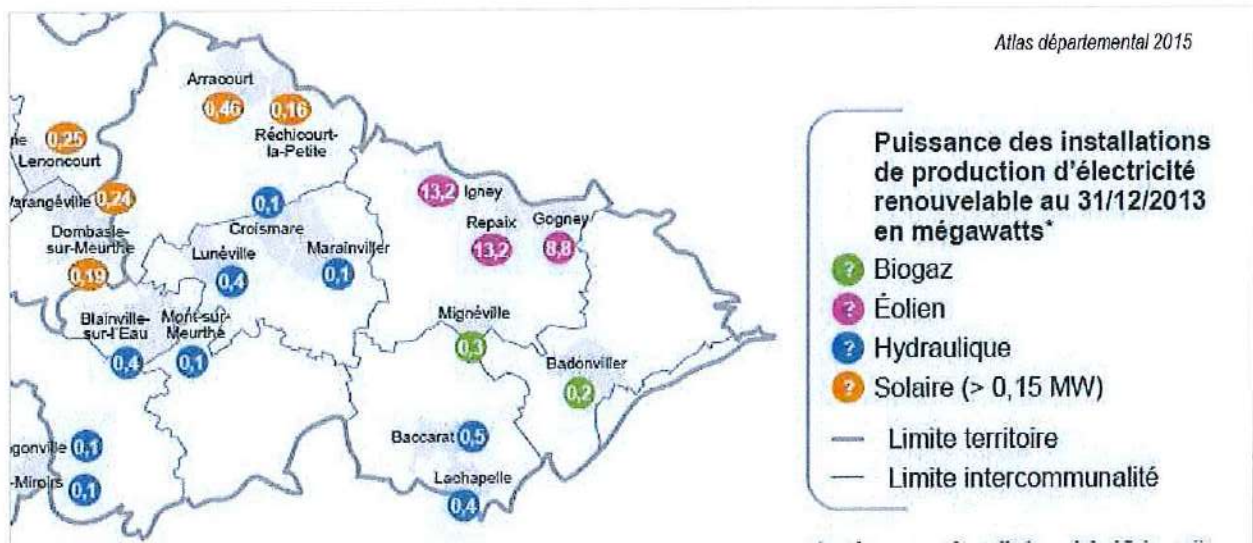 Atlas départemental 2015
Arracourt
0,46
0,16
Réchicourt-
la-Petite
0,25
Lenoncourt
0,24
Dombasle-
sur-Meurthe
0,19
0,1
Croismare
Lunéville
0,4
Marainviller
0,1
Blainville-
sur-l'Eau
0,4
Mont-sur-
Meurthe
0,1
13,2 Igney
Repaix
13,2
Gogney
8,8
Mignéville
0,3
Badonviller
0,2
Baccarat 0,5
Lachapelle
0,4
0,1
-Miroirs 0,1
Puissance des installations
de production d'électricité
renouvelable au 31/12/2013
en mégawatts*
? Biogaz
? Éolien
? Hydraulique
? Solaire (> 0,15 MW)
Limite territoire
Limite intercommunalité